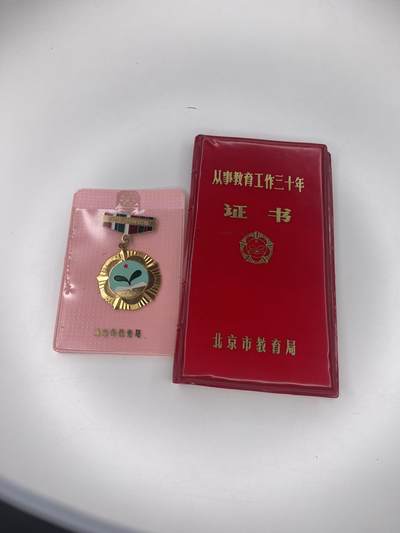 从事教育工作三十年
证书
北京市教育局